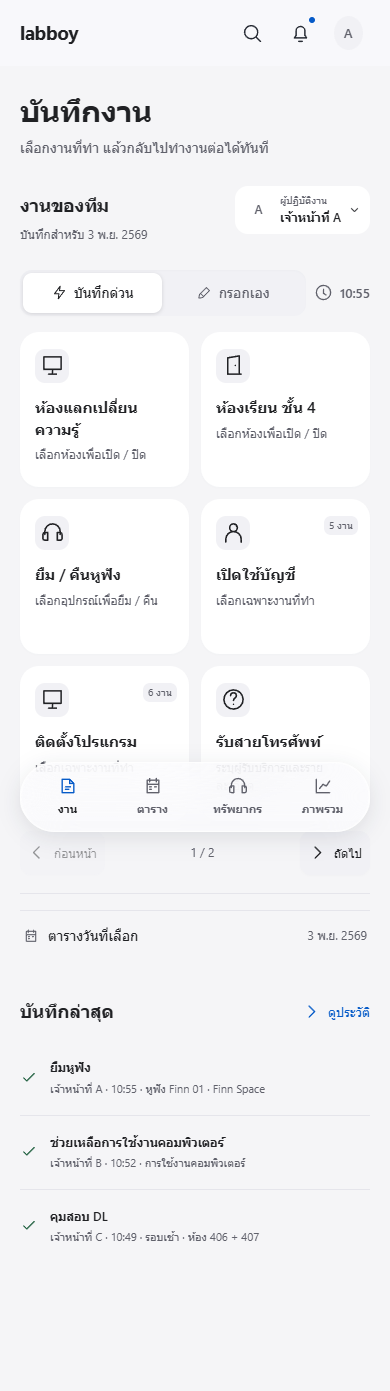 labboy
A
บันทึกงาน
เลือกงานที่ทำ แล้วกลับไปทำงานต่อได้ทันที
งานของทีม
บันทึกสำหรับ 3 พ.ย. 2569
A
ผู้ปฏิบัติงาน
เจ้าหน้าที่ A
บันทึกด่วน
กรอกเอง
10:55
ห้องแลกเปลี่ยน
ความรู้
เลือกห้องเพื่อเปิด / ปิด
ห้องเรียน ชั้น 4
เลือกห้องเพื่อเปิด / ปิด
ยืม / คืนหูฟัง
เลือกอุปกรณ์เพื่อยืม / คืน
5 งาน
เปิดใช้บัญชี
เลือกเฉพาะงานที่ทำ
6 งาน
ติดตั้งโปรแกรม
เลือกเฉพาะงานที่ทำ
รับสายโทรศัพท์
งาน
ตาราง
ทรัพยากร
ภาพรวม
ก่อนหน้า
1 / 2
ถัดไป
ตารางวันที่เลือก
3 พ.ย. 2569
บันทึกล่าสุด
ดูประวัติ
ยืมหูฟัง
เจ้าหน้าที่ A · 10:55 · หูฟัง Finn 01 · Finn Space
ช่วยเหลือการใช้งานคอมพิวเตอร์
เจ้าหน้าที่ B · 10:52 · การใช้งานคอมพิวเตอร์
คุมสอบ DL
เจ้าหน้าที่ C · 10:49 · รอบเช้า · ห้อง 406 + 407